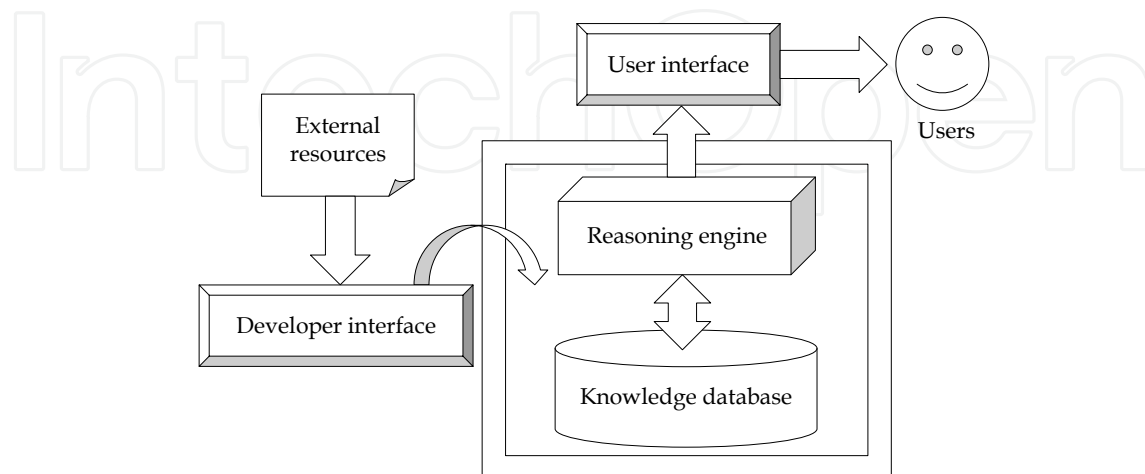 IntechOpen
User interface
Users
External
resources
Reasoning engine
Developer interface
Knowledge database